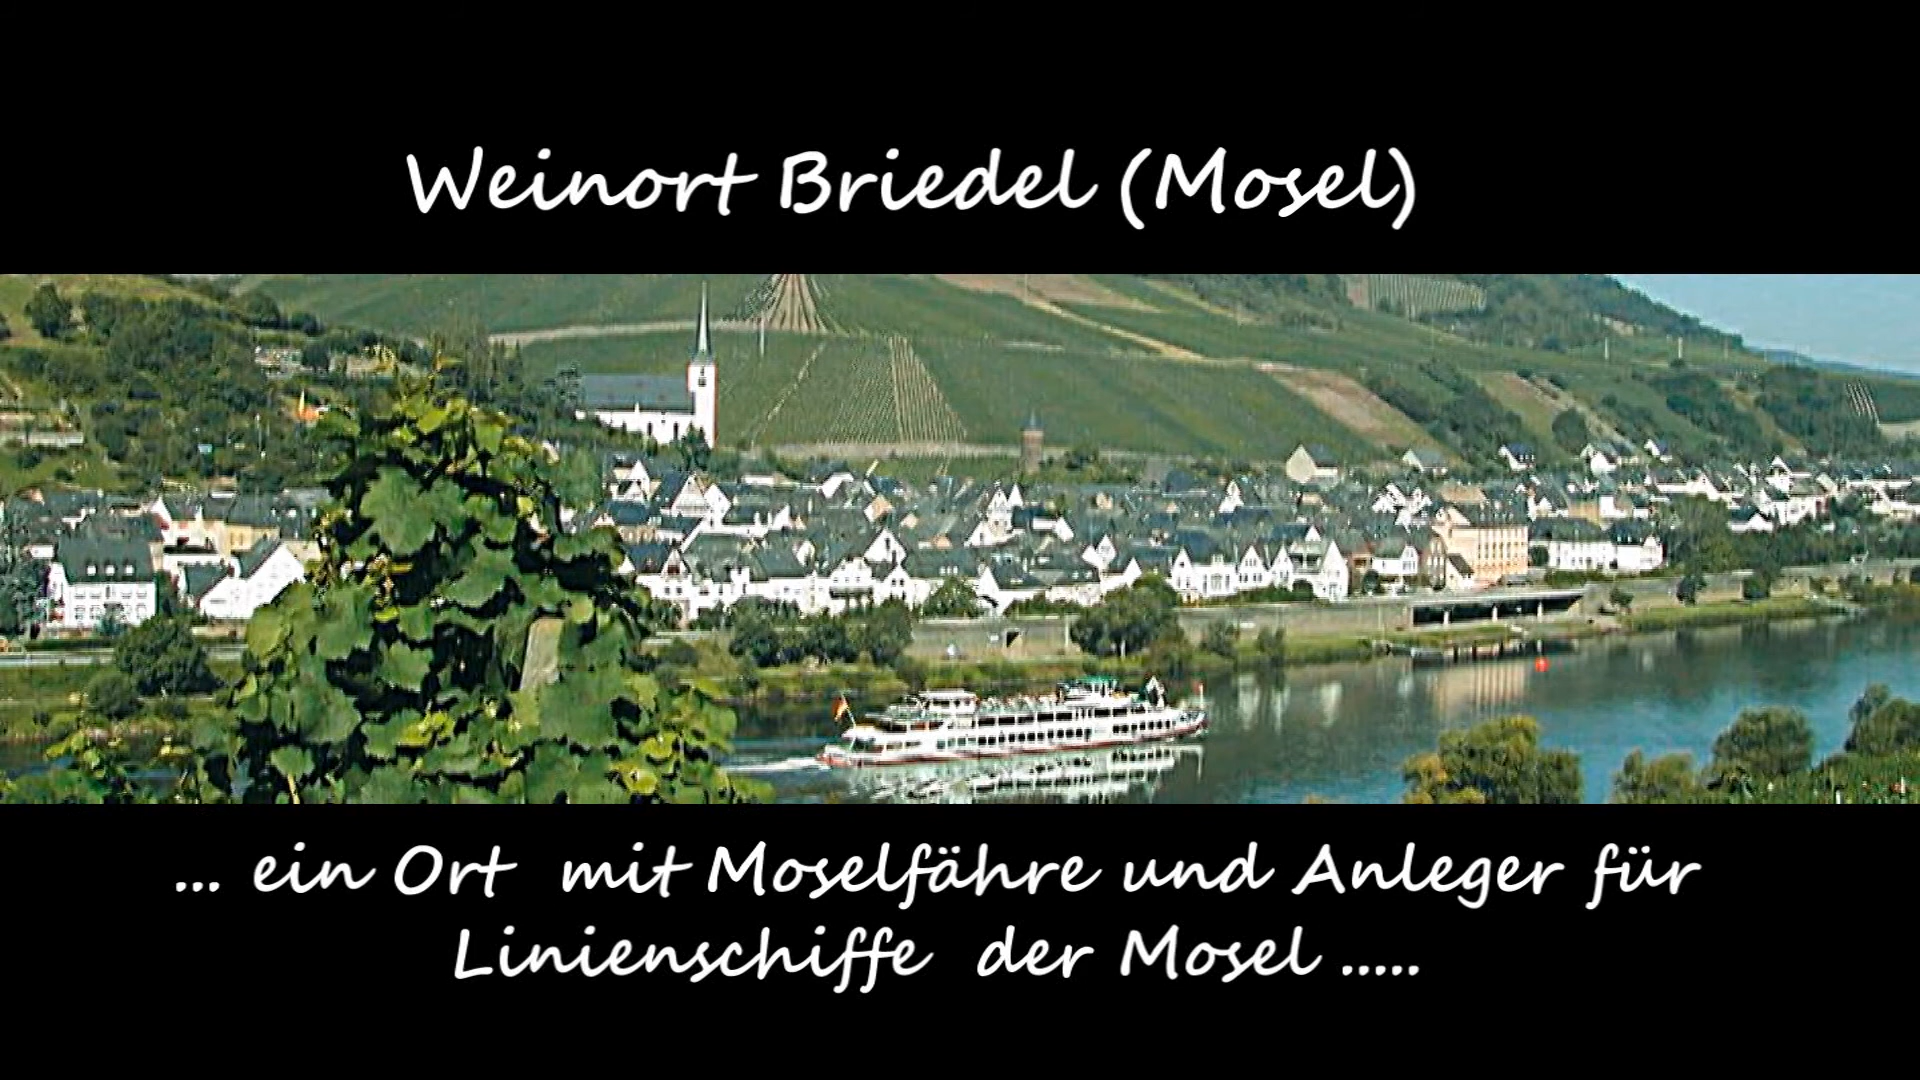 Weinort Briedel (Mosel)
... ein Ort mit Moselfähre und Anleger für
Linienschiffe der Mosel .....